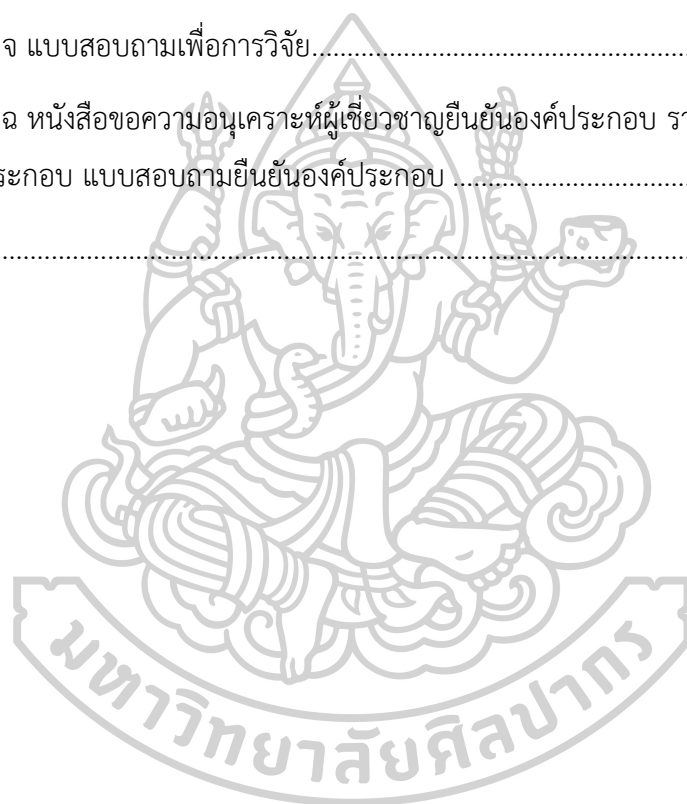 จ แบบสอบถามเพื่อการวิจัย............................................................
ฉ หนังสือขอความอนุเคราะห์ผู้เชี่ยวชาญยืนยันองค์ประกอบ
ระกอบ แบบสอบถามยืนยันองค์ประกอบ ........................................
..........................................................................................
มหาวิทยาลัยศิลปากร